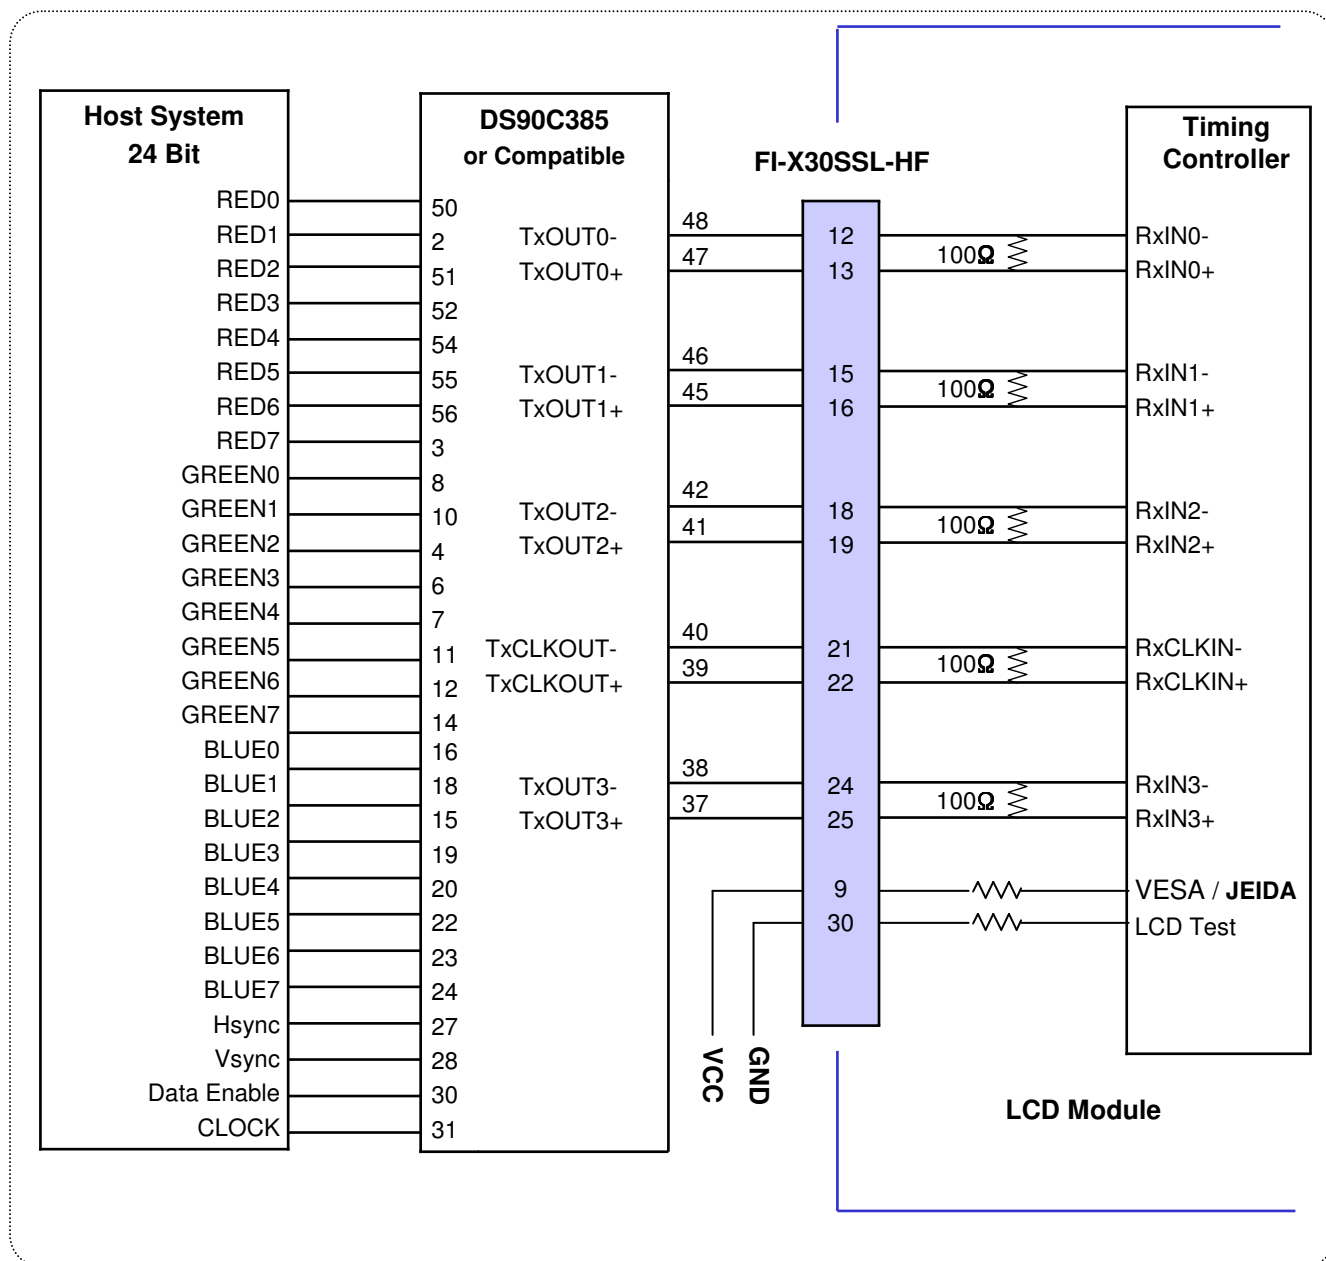 Host System
24 Bit
RED0
RED1
RED2
RED3
RED4
RED5
RED6
RED7
GREEN0
GREEN1
GREEN2
GREEN3
GREEN4
GREEN5
GREEN6
GREEN7
BLUE0
BLUE1
BLUE2
BLUE3
BLUE4
BLUE5
BLUE6
BLUE7
Hsync
Vsync
Data Enable
CLOCK
DS90C385
or Compatible
50
2
51
52
54
55
56
3
8
10
4
6
7
11
12
14
16
18
15
19
20
22
23
24
27
28
30
31
TxOUT0-
TxOUT0+
TxOUT1-
TxOUT1+
TxOUT2-
TxOUT2+
TxCLKOUT-
TxCLKOUT+
TxOUT3-
TxOUT3+
48
47
46
45
42
41
40
39
38
37
VCC
GND
FI-X30SSL-HF
12
13
15
16
18
19
21
22
24
25
9
30
100Ω
100Ω
100Ω
100Ω
100Ω
Timing
Controller
RxIN0-
RxIN0+
RxIN1-
RxIN1+
RxIN2-
RxIN2+
RxCLKIN-
RxCLKIN+
RxIN3-
RxIN3+
VESA / JEIDA
LCD Test
LCD Module